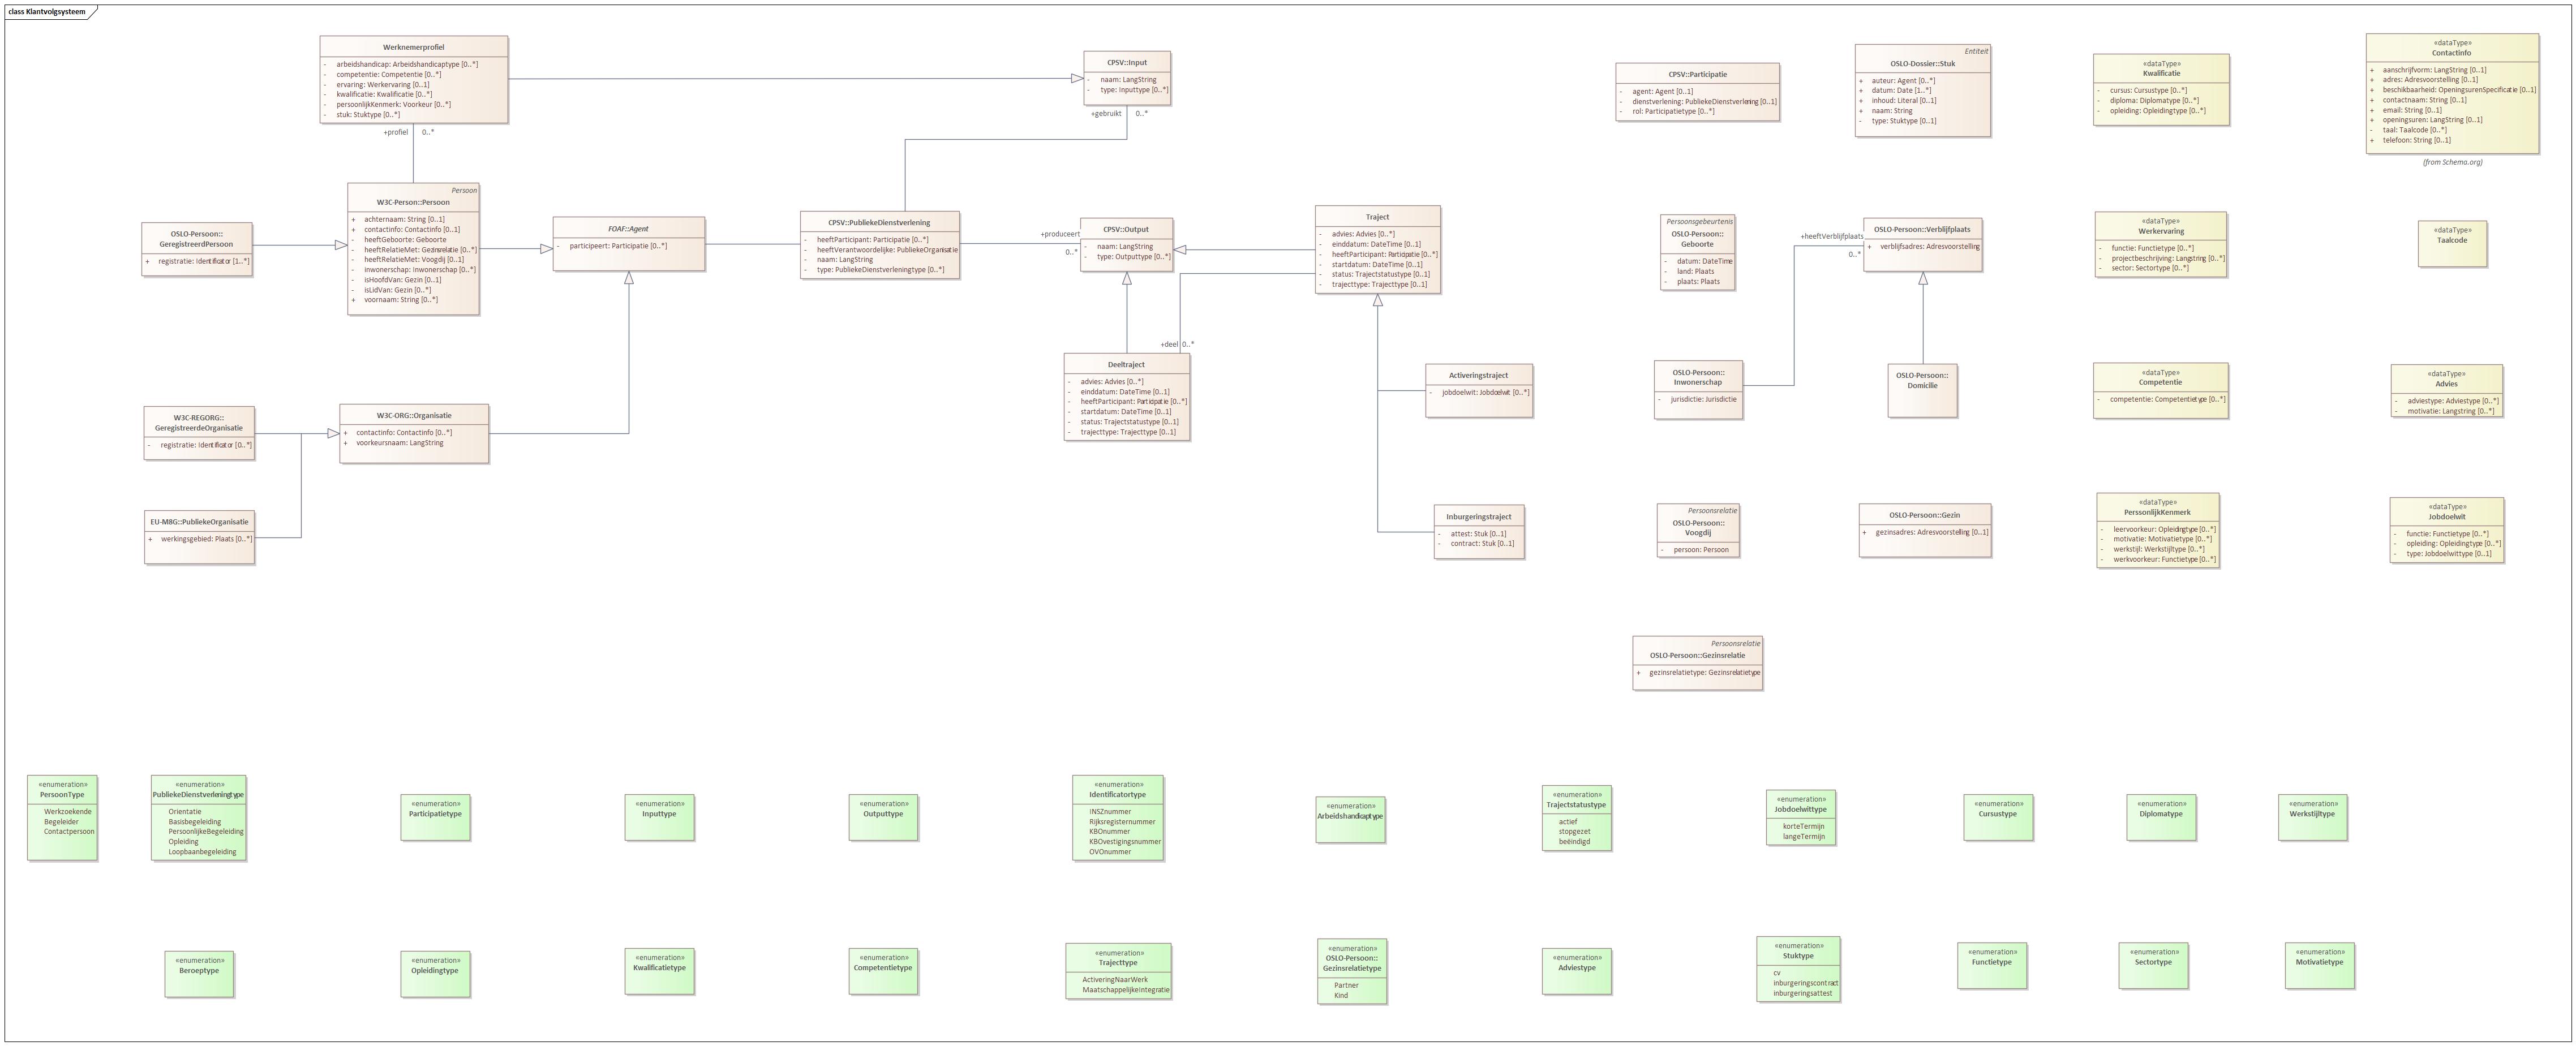 class Klantvolgsysteem
Werknemerprofiel
- arbeidshandicap: Arbeidshandicaptype [0..*]
- competentie: Competentie [0..*]
- ervaring: Werkervaring [0..*]
- kwalificatie: Kwalificatie [0..*]
- persoonlijkKenmerk: Voorkeur [0..*]
- stuk: Stuktype [0..*]
+profiel 0..*
CPSV::Input
- naam: LangString
- type: Inputtype [0..*]
+gebruikt 0..*
CPSV::Participatie
- agent: Agent [0..1]
- dienstverlening: PubliekeDienstverlening [0..1]
- rol: Participatietype [0..*]
Entiteit
OSLO-Dossier::Stuk
+ auteur: Agent [0..*]
+ datum: Date [1..*]
+ inhoud: Literal [0..1]
+ naam: String
- type: Stuktype [0..1]
«dataType»
Kwalificatie
- cursus: Cursustype [0..*]
- diploma: Diplomatype [0..*]
- opleiding: Opleidingtype [0..*]
«dataType»
Contactinfo
+ aanschrijfvorm: LangString [0..1]
+ adres: Adresvoorstelling [0..1]
+ beschikbaarheid: OpeningsurenSpecificatie [0..1]
+ contactnaam: String [0..1]
+ email: String [0..1]
+ openingsuren: LangString [0..1]
- taal: Taalcode [0..*]
+ telefoon: String [0..1]
(from Schema.org)
OSLO-Persoon::
GeregistreerdPersoon
+ registratie: Identificator [1..*]
Persoon
W3C-Person::Persoon
+ achternaam: String [0..1]
+ contactinfo: Contactinfo [0..1]
- heeftGeboorte: Geboorte
- heeftRelatieMet: Gezinsrelatie [0..*]
- heeftRelatieMet: Voogdij [0..1]
- inwonerschap: Inwonerschap [0..*]
- isHoofdVan: Gezin [0..1]
- isLidVan: Gezin [0..*]
+ voornaam: String [0..*]
FOAF::Agent
- participeert: Participatie [0..*]
CPSV::PubliekeDienstverlening
- heeftParticipant: Participatie [0..*]
- heeftVerantwoordelijke: PubliekeOrganisatie
- naam: LangString
- type: PubliekeDienstverleningtype [0..*]
+produceert
0..*
CPSV::Output
- naam: LangString
- type: Outputtype [0..*]
Traject
- advies: Advies [0..*]
- einddatum: DateTime [0..1]
- heeftParticipant: Participatie [0..*]
- startdatum: DateTime [0..1]
- status: Trajectstatustype [0..1]
- trajecttype: Trajecttype [0..1]
+deel 0..*
Persoonsgebeurtenis
OSLO-Persoon::
Geboorte
- datum: DateTime
- land: Plaats
- plaats: Plaats
+heeftVerblijfplaats
0..*
OSLO-Persoon::Verblijfplaats
+ verblijfsadres: Adresvoorstelling
«dataType»
Werkervaring
- functie: Functietype [0..*]
- projectbeschrijving: Langstring [0..*]
- sector: Sectortype [0..*]
«dataType»
Taalcode
W3C-REGORG::
GeregistreerdeOrganisatie
- registratie: Identificator [0..*]
W3C-ORG::Organisatie
+ contactinfo: Contactinfo [0..*]
+ voorkeursnaam: LangString
Deeltraject
- advies: Advies [0..*]
- einddatum: DateTime [0..1]
- heeftParticipant: Participatie [0..*]
- startdatum: DateTime [0..1]
- status: Trajectstatustype [0..1]
- trajecttype: Trajecttype [0..1]
Activeringstraject
- jobdoelwit: Jobdoelwit [0..*]
OSLO-Persoon::
Inwonerschap
- jurisdictie: Jurisdictie
OSLO-Persoon::
Domicilie
«dataType»
Competentie
- competentie: Competentietype [0..*]
«dataType»
Advies
- adviestype: Adviestype [0..*]
- motivatie: Langstring [0..*]
EU-M8G::PubliekeOrganisatie
+ werkingsgebied: Plaats [0..*]
Inburgeringstraject
- attest: Stuk [0..1]
- contract: Stuk [0..1]
Persoonsrelatie
OSLO-Persoon::
Voogdij
- persoon: Persoon
OSLO-Persoon::Gezin
+ gezinsadres: Adresvoorstelling [0..1]
«dataType»
PerssonlijkKenmerk
- leervoorkeur: Opleidingtype [0..*]
- motivatie: Motivatietype [0..*]
- werkstijl: Werkstijltype [0..*]
- werkvoorkeur: Functietype [0..*]
«dataType»
Jobdoelwit
- functie: Functietype [0..*]
- opleiding: Opleidingtype [0..*]
- type: Jobdoelwittype [0..1]
Persoonsrelatie
OSLO-Persoon::Gezinsrelatie
+ gezinsrelatietype: Gezinsrelatietype
«enumeration»
PersoonType
Werkzoekende
Begeleider
Contactpersoon
«enumeration»
PubliekeDienstverleningtype
Orientatie
Basisbegeleiding
PersoonlijkeBegeleiding
Opleiding
Loopbaanbegeleiding
«enumeration»
Participatietype
«enumeration»
Inputtype
«enumeration»
Outputtype
«enumeration»
Identificatortype
INSZnummer
Rijksregisternummer
KBOnummer
KBOvestigingsnummer
OVOnummer
«enumeration»
Arbeidshandicaptype
«enumeration»
Trajectstatustype
actief
stopgezet
beëindigd
«enumeration»
Jobdoelwittype
korteTermijn
langeTermijn
«enumeration»
Cursustype
«enumeration»
Diplomatype
«enumeration»
Werkstijltype
«enumeration»
Beroeptype
«enumeration»
Opleidingtype
«enumeration»
Kwalificatietype
«enumeration»
Competentietype
«enumeration»
Trajecttype
ActiveringNaarWerk
MaatschappelijkeIntegratie
«enumeration»
OSLO-Persoon::
Gezinsrelatietype
Partner
Kind
«enumeration»
Adviestype
«enumeration»
Stuktype
cv
inburgeringscontract
inburgeringsattest
«enumeration»
Functietype
«enumeration»
Sectortype
«enumeration»
Motivatietype